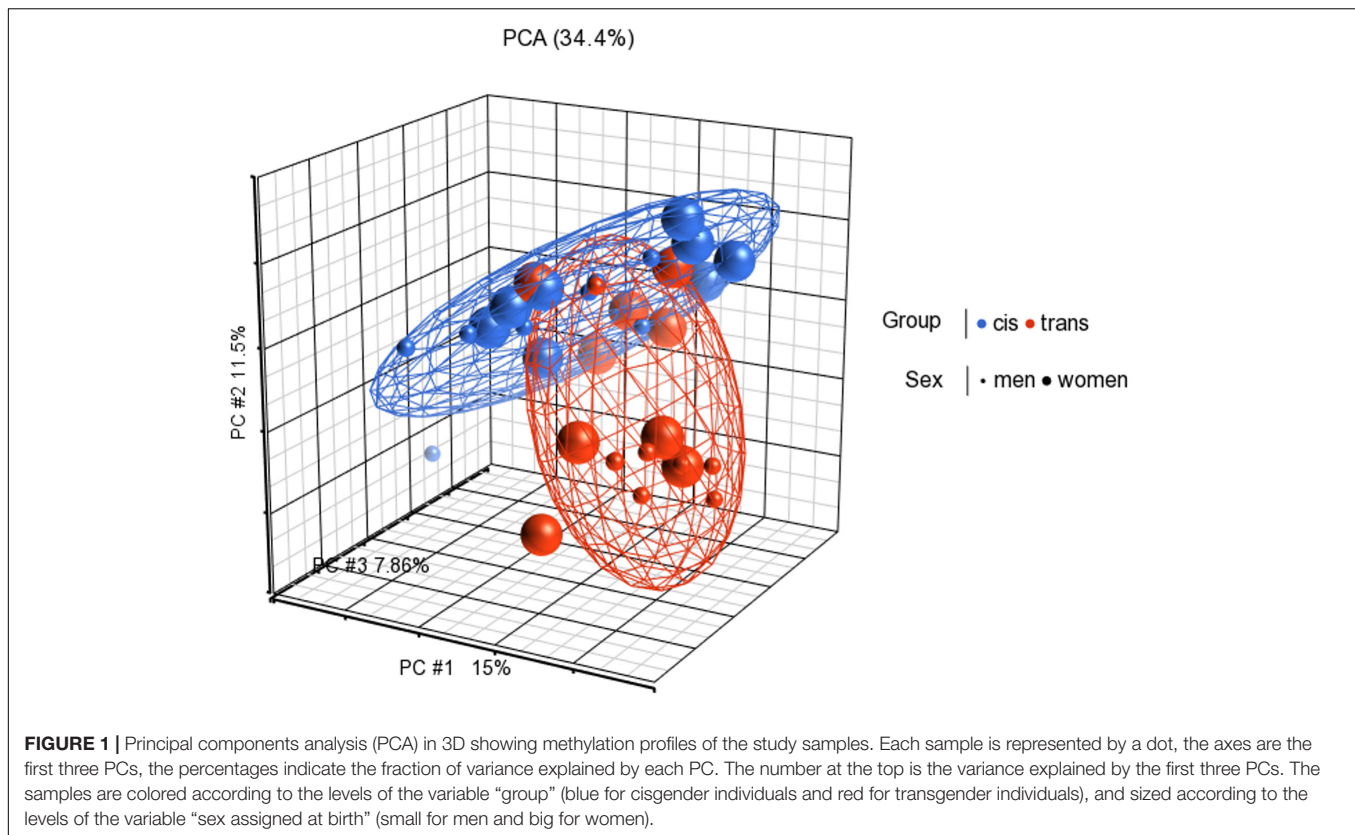 PCA (34.4%)
PC #2 11.5%
PC #3 7.86%
PC #1 15%
Group cis trans
Sex men women
FIGURE 1 | Principal components analysis (PCA) in 3D showing methylation profiles of the study samples. Each sample is represented by a dot, the axes are the
first three PCs, the percentages indicate the fraction of variance explained by each PC. The number at the top is the variance explained by the first three PCs. The
samples are colored according to the levels of the variable “group” (blue for cisgender individuals and red for transgender individuals), and sized according to the
levels of the variable “sex assigned at birth” (small for men and big for women).